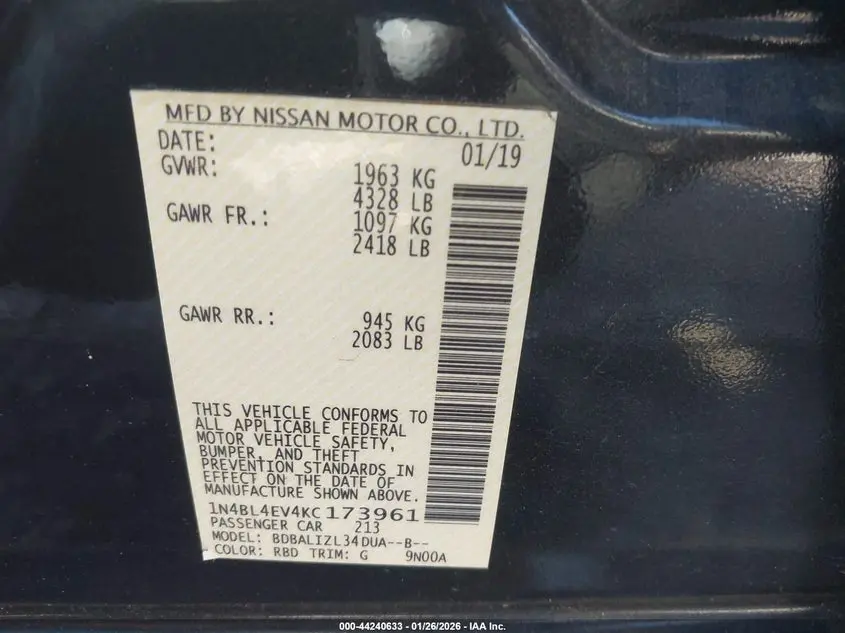 MFD BY NISSAN MOTOR CO., LTD.
DATE: 01/19
GVWR: 1963 KG
4328 LB
GAWR FR.: 1097 KG
2418 LB
GAWR RR.: 945 KG
2083 LB
THIS VEHICLE CONFORMS TO
ALL APPLICABLE FEDERAL
MOTOR VEHICLE SAFETY,
BUMPER, AND THEFT
PREVENTION STANDARDS IN
EFFECT ON THE DATE OF
MANUFACTURE SHOWN ABOVE.
1N4BL4EV4KC173961
PASSENGER CAR 213
MODEL: BDBALIZL34DUA--B--
COLOR: RBD TRIM: G 9N00A
000-44240633 - 01/26/2026 - IAA Inc.